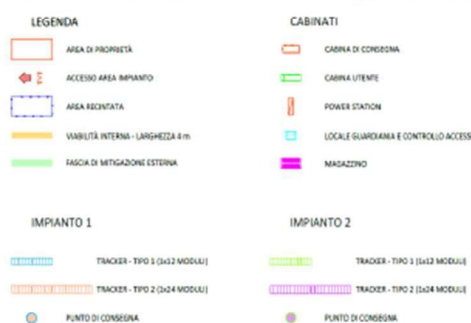 LEGENDA
AREA DI PROPRIETÀ
ACCESSO AREA IMPIANTO
AREA RECINTATA
VIABILITÀ INTERNA - LARGHEZZA 4 m
FASCIA DI MITIGAZIONE ESTERNA
CABINATI
CABINA DI CONSEGNA
CABINA UTENTE
POWER STATION
LOCALE GUARDIANIA E CONTROLLO ACCESSI
MAGAZZINO
IMPIANTO 1
TRACKER - TIPO 1 (1x12 MODULI)
TRACKER - TIPO 2 (1x24 MODULI)
PUNTO DI CONSEGNA
IMPIANTO 2
TRACKER - TIPO 1 (1x12 MODULI)
TRACKER - TIPO 2 (1x24 MODULI)
PUNTO DI CONSEGNA